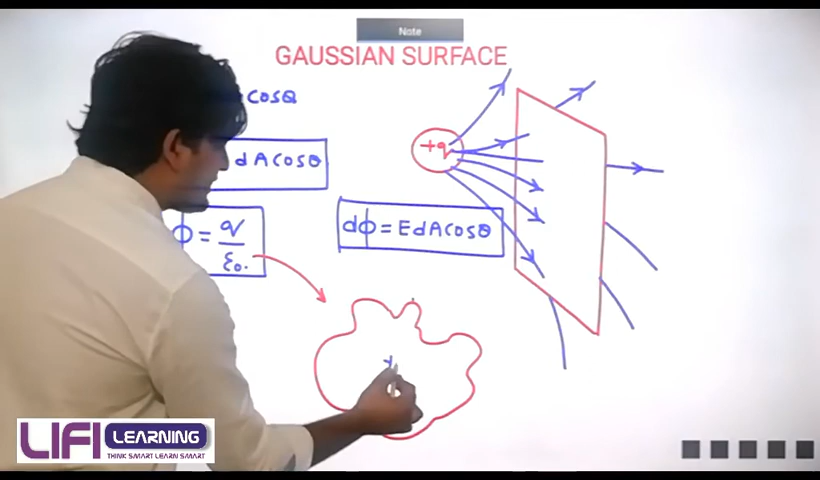 Note
GAUSSIAN SURFACE
cosθ
dAcosθ
ϕ = q/ε₀.
dϕ = EdAcosθ
+q
LIFI LEARNING
THINK SMART LEARN SMART